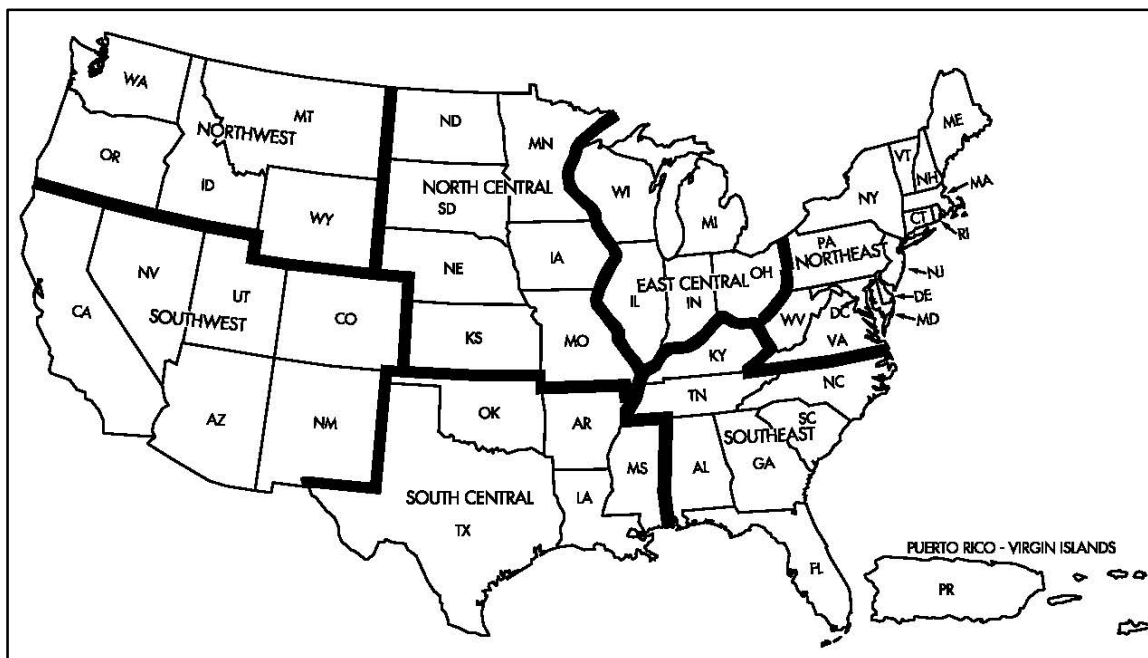 WA
MT
ND
MN
ME
NORTHWEST
VT
NH
MA
OR
ID
NORTH CENTRAL
SD
WI
MI
NY
CT
RI
WY
PA
NORTHEAST
NE
IA
EAST CENTRAL
OH
NJ
NV
UT
IL
IN
DE
CA
SOUTHWEST
CO
KS
MO
WV
DC
MD
KY
VA
TN
NC
AZ
NM
OK
AR
SC
SOUTHEAST
MS
AL
GA
SOUTH CENTRAL
LA
TX
PUERTO RICO - VIRGIN ISLANDS
FL
PR